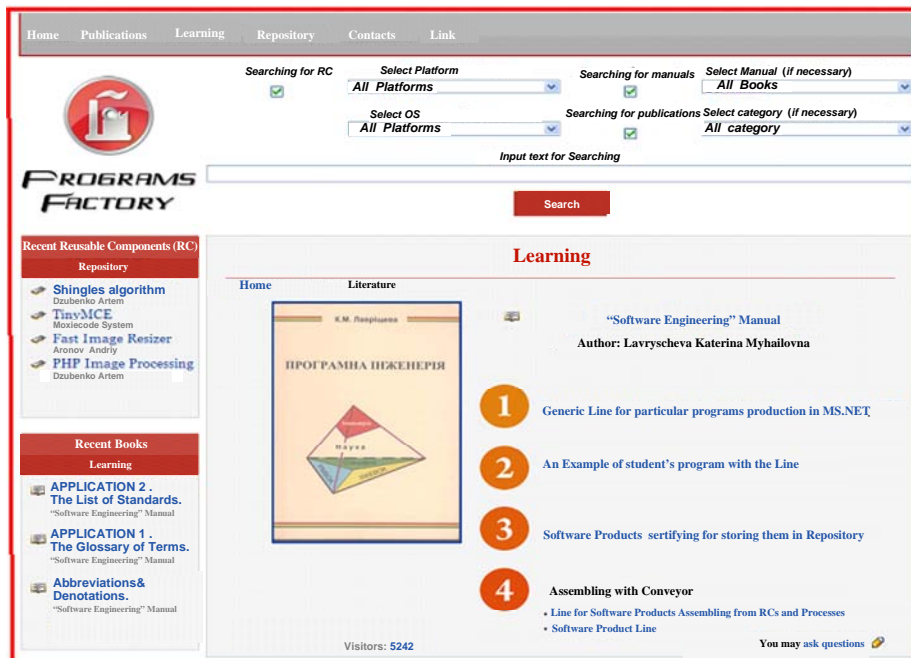 Home Publications Learning Repository Contacts Link
Searching for RC Select Platform Searching for manuals Select Manual (if necessary)
All Platforms All Books
Select OS Searching for publications Select category (if necessary)
All Platforms All category
Input text for Searching
PROGRAMS
FACTORY
Search
Recent Reusable Components (RC)
Repository
Shingles algorithm
Dzubenko Artem
TinyMCE
Moxiecode System
Fast Image Resizer
Aronov Andriy
PHP Image Processing
Dzubenko Artem
Recent Books
Learning
APPLICATION 2 .
The List of Standards.
“Software Engineering” Manual
APPLICATION 1 .
The Glossary of Terms.
“Software Engineering” Manual
Abbreviations&
Denotations.
“Software Engineering” Manual
Learning
Home Literature
К.М. Лавріщева
ПРОГРАМНА ІНЖЕНЕРІЯ
наука
“Software Engineering” Manual
Author: Lavryscheva Katerina Myhailovna
1 Generic Line for particular programs production in MS.NET
2 An Example of student’s program with the Line
3 Software Products sertifying for storing them in Repository
4 Assembling with Conveyor
• Line for Software Products Assembling from RCs and Processes
• Software Product Line
Visitors: 5242
You may ask questions